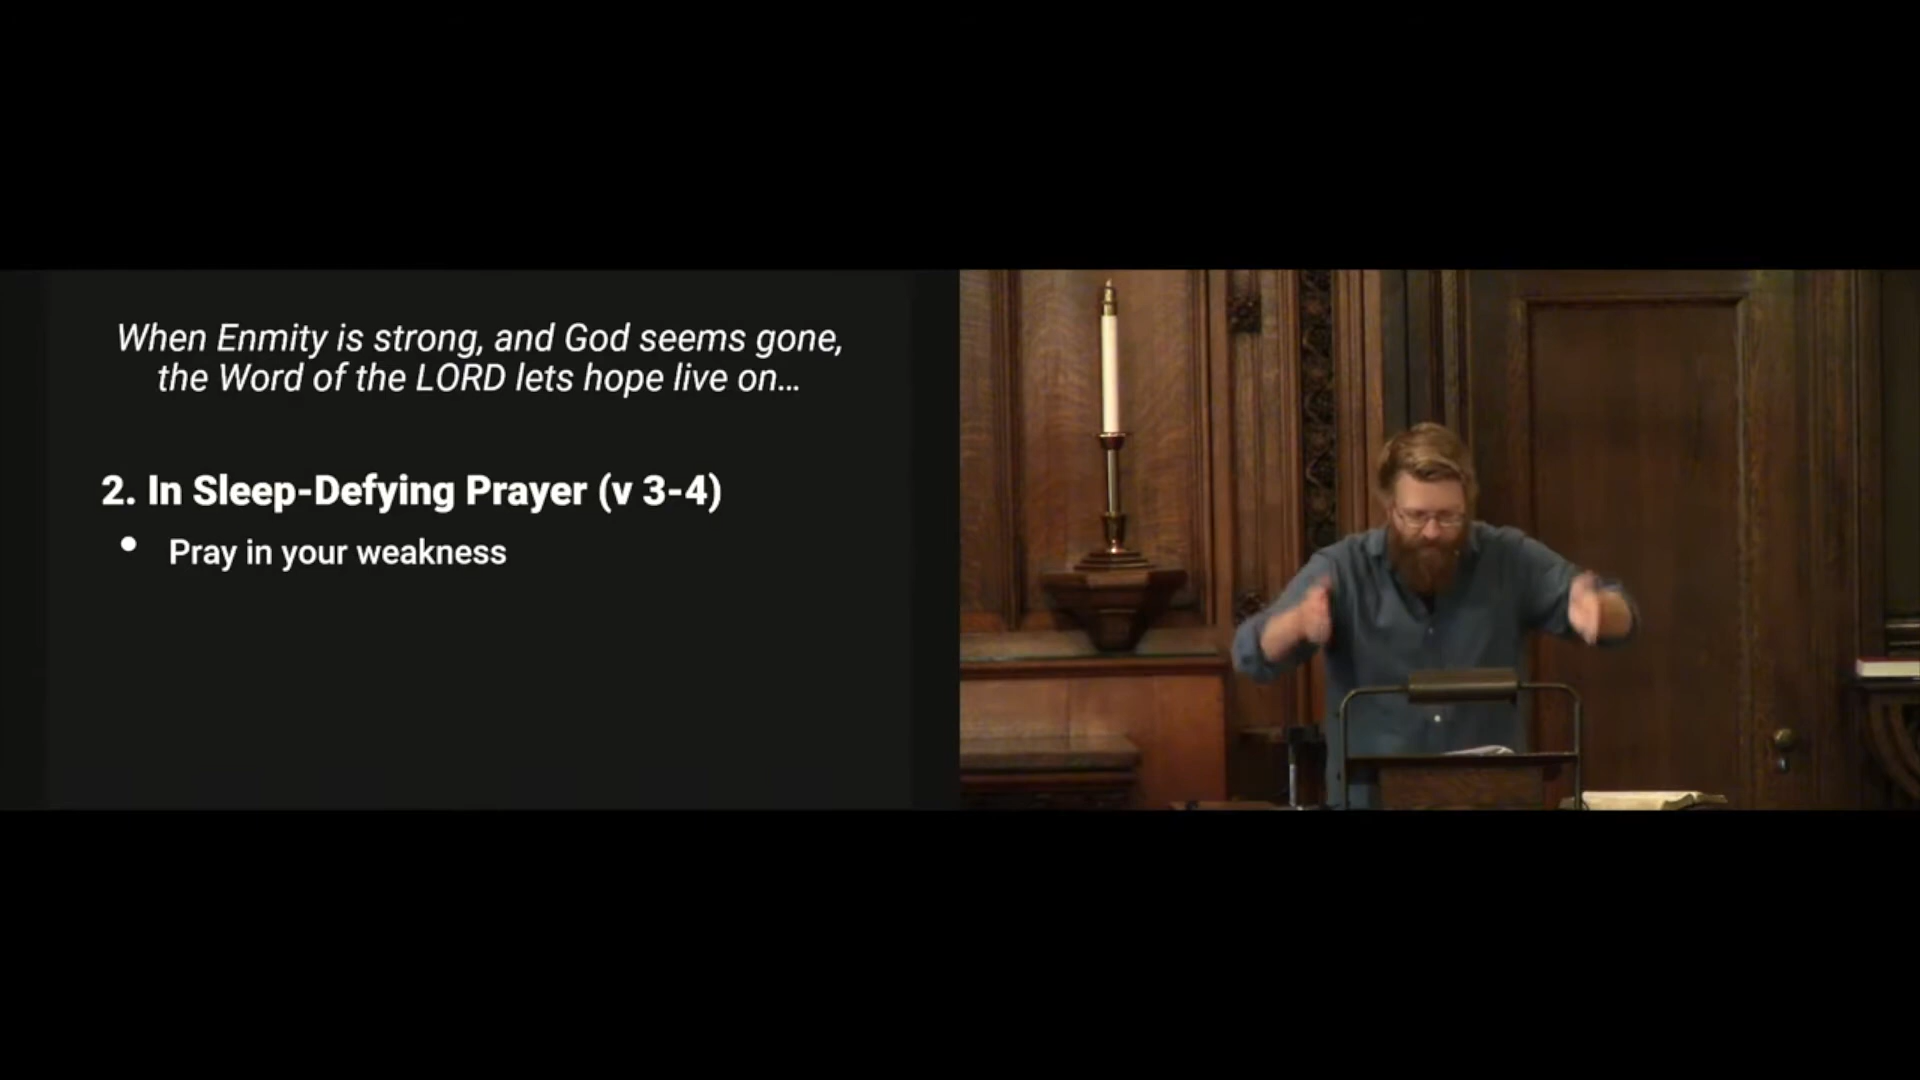 When Enmity is strong, and God seems gone,
the Word of the LORD lets hope live on...
2. In Sleep-Defying Prayer (v 3-4)
• Pray in your weakness